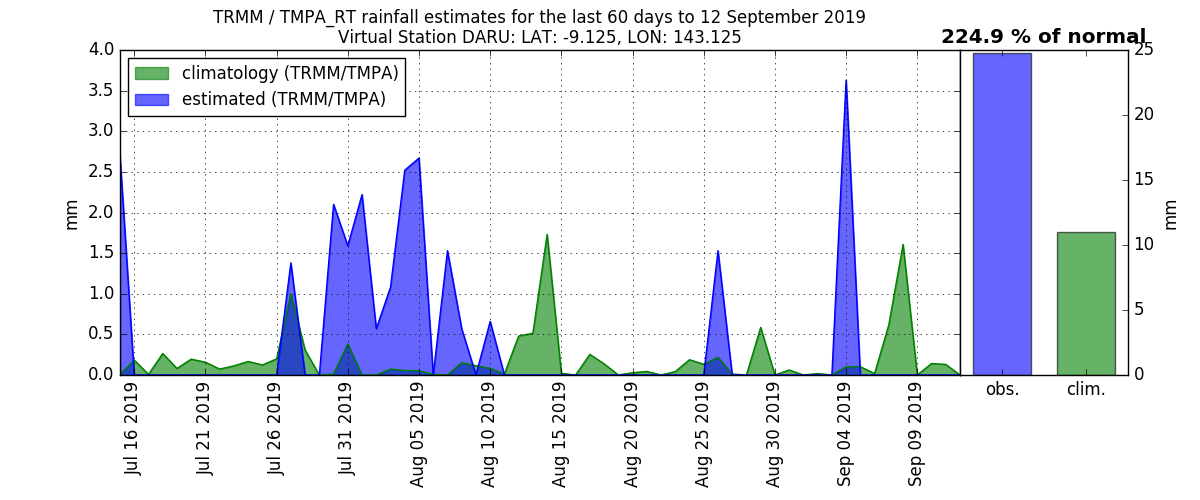 TRMM / TMPA_RT rainfall estimates for the last 60 days to 12 September 2019
Virtual Station DARU: LAT: -9.125, LON: 143.125
224.9 % of normal
climatology (TRMM/TMPA)
estimated (TRMM/TMPA)
4.0
3.5
3.0
2.5
2.0
1.5
1.0
0.5
0.0
mm
Jul 16 2019
Jul 21 2019
Jul 26 2019
Jul 31 2019
Aug 05 2019
Aug 10 2019
Aug 15 2019
Aug 20 2019
Aug 25 2019
Aug 30 2019
Sep 04 2019
Sep 09 2019
obs.
clim.
25
20
15
10
5
0
mm